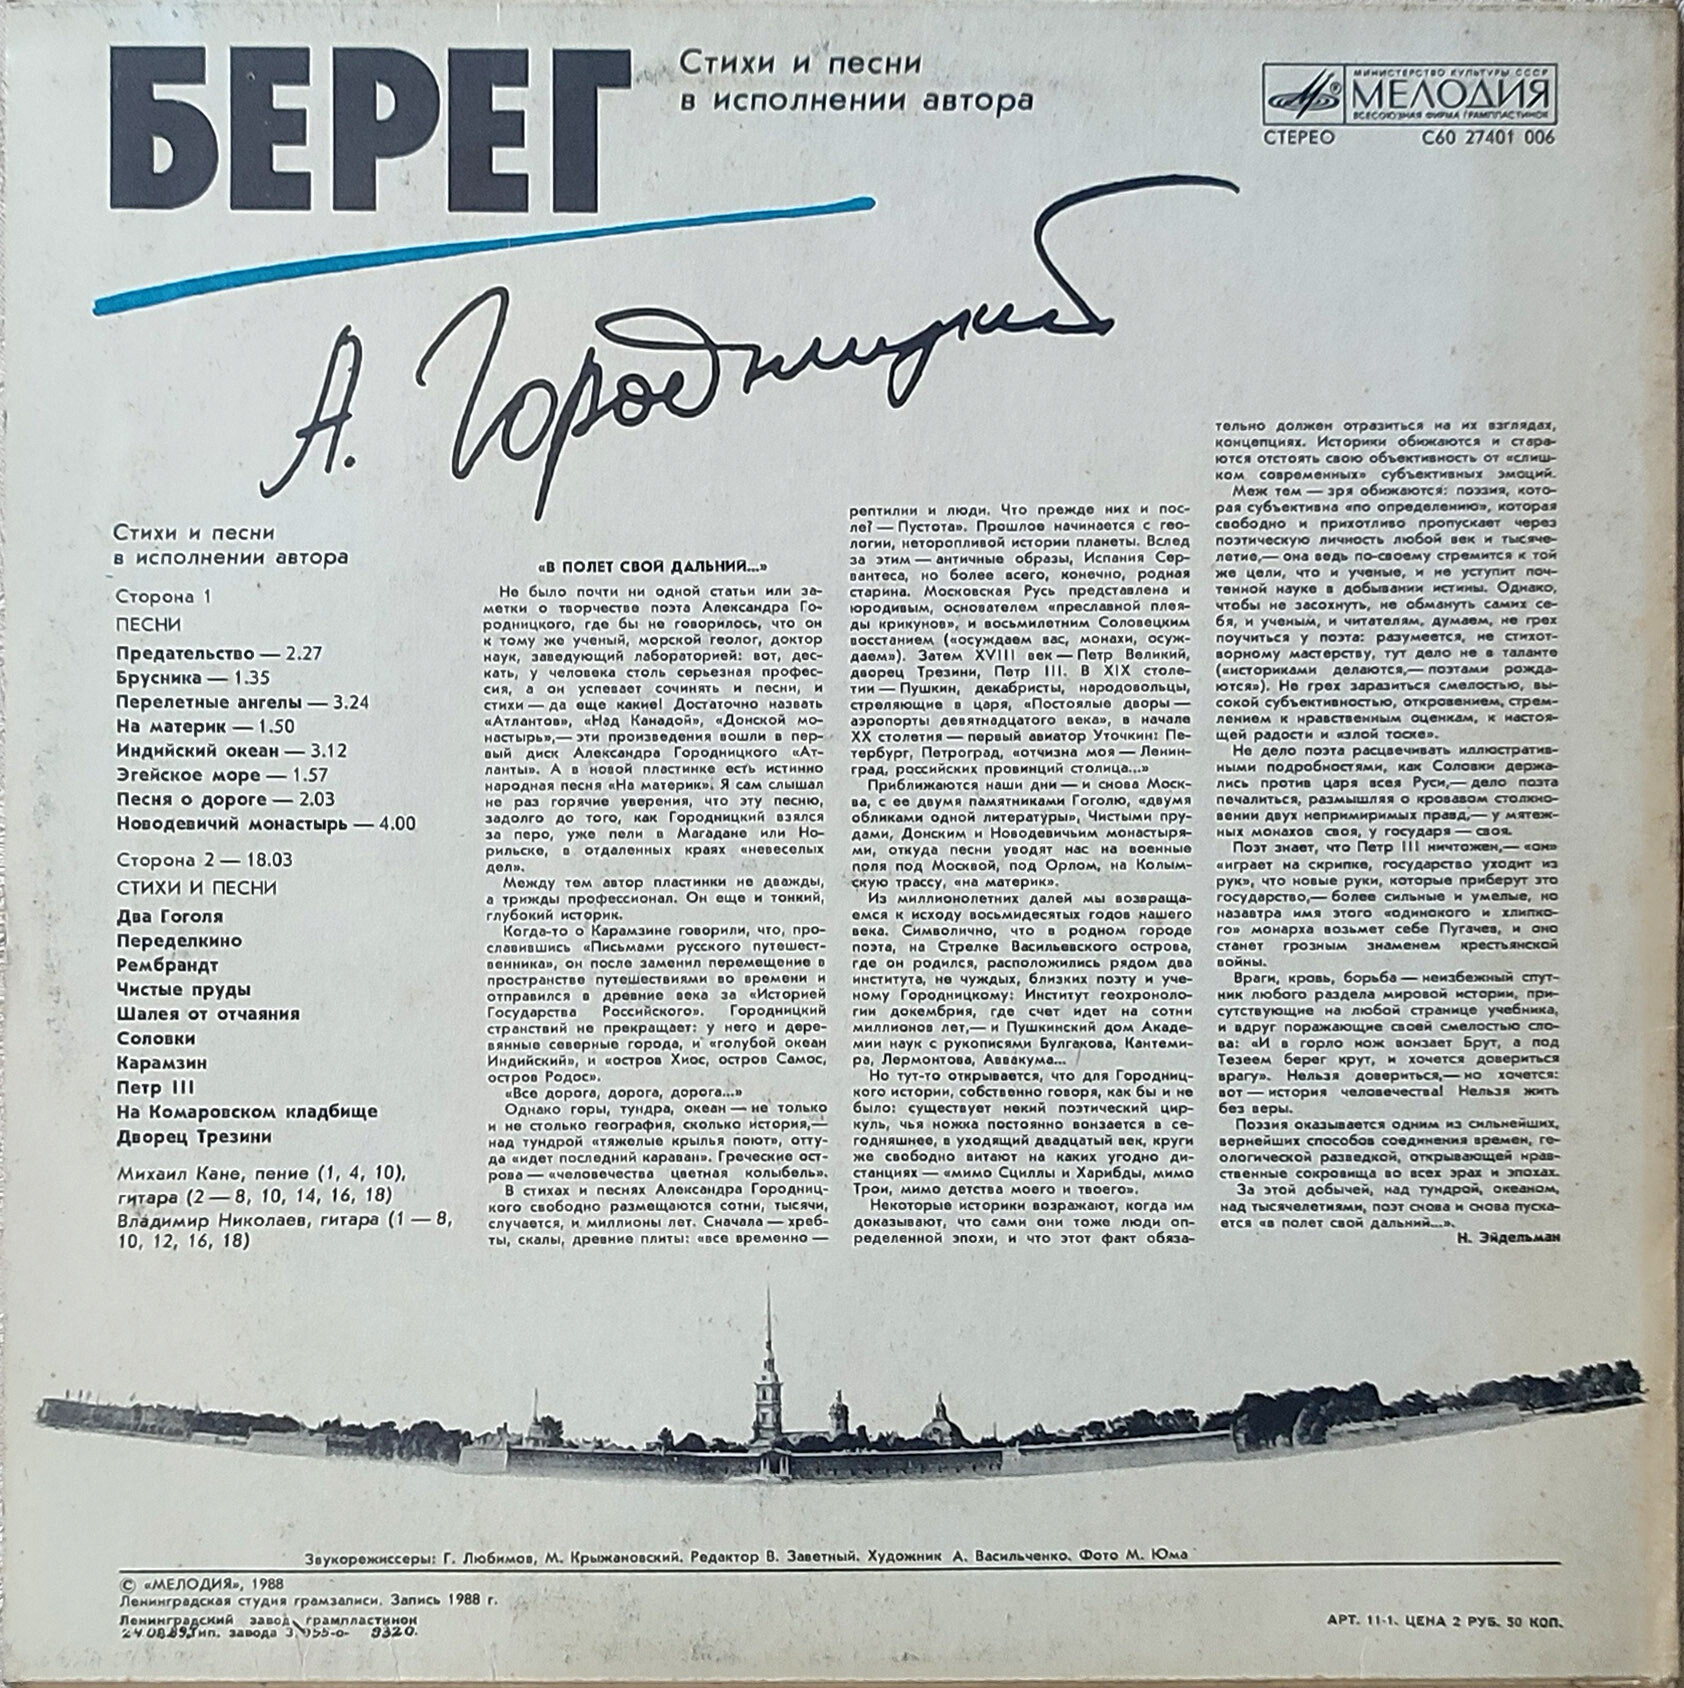 БЕРЕГ
Стихи и песни
в исполнении автора
МИНИСТЕРСТВО КУЛЬТУРЫ СССР
МЕЛОДИЯ
ВСЕСОЮЗНАЯ ФИРМА ГРАМПЛАСТИНОК
СТЕРЕО С60 27401 006
А. Городницкий
Стихи и песни
в исполнении автора
Сторона 1
ПЕСНИ
Предательство — 2.27
Брусника — 1.35
Перелетные ангелы — 3.24
На материк — 1.50
Индийский океан — 3.12
Эгейское море — 1.57
Песня о дороге — 2.03
Новодевичий монастырь — 4.00
Сторона 2 — 18.03
СТИХИ И ПЕСНИ
Два Гоголя
Переделкино
Рембрандт
Чистые пруды
Шалея от отчаяния
Соловки
Карамзин
Петр III
На Комаровском кладбище
Дворец Трезини
Михаил Кане, пение (1, 4, 10),
гитара (2 — 8, 10, 14, 16, 18)
Владимир Николаев, гитара (1 — 8,
10, 12, 16, 18)
«В ПОЛЕТ СВОЙ ДАЛЬНИЙ...»
Не было почти ни одной статьи или за-
метки о творчестве поэта Александра Го-
родницкого, где бы не говорилось, что он
к тому же ученый, морской геолог, доктор
наук, заведующий лабораторией: вот, дес-
кать, у человека столь серьезная профес-
сия, а он успевает сочинять и песни, и
стихи — да еще какие! Достаточно назвать
«Атлантов», «Над Канадой», «Донской мо-
настырь»,— эти произведения вошли в пер-
вый диск Александра Городницкого «Ат-
ланты». А в новой пластинке есть истинно
народная песня «На материк». Я сам слышал
не раз горячие уверения, что эту песню,
задолго до того, как Городницкий взялся
за перо, уже пели в Магадане или Но-
рильске, в отдаленных краях «невеселых
дел».
Между тем автор пластинки не дважды,
а трижды профессионал. Он еще и тонкий,
глубокий историк.
Когда-то о Карамзине говорили, что, про-
славившись «Письмами русского путешест-
венника», он после заменил перемещение в
пространстве путешествиями во времени и
отправился в древние века за «Историей
Государства Российского». Городницкий
странствий не прекращает: у него и дере-
вянные северные города, и «голубой океан
Индийский», и «остров Хиос, остров Самос,
остров Родос».
«Все дорога, дорога, дорога...»
Однако горы, тундра, океан — не только
и не столько география, сколько история,—
над тундрой «тяжелые крылья поют», отту-
да «идет последний караван». Греческие ост-
рова — «человечества цветная колыбель».
В стихах и песнях Александра Городниц-
кого свободно размещаются сотни, тысячи,
случается, и миллионы лет. Сначала — хреб-
ты, скалы, древние плиты: «все временно —
рептилии и люди. Что прежде них и пос-
ле? — Пустота». Прошлое начинается с гео-
логии, неторопливой истории планеты. Вслед
за этим — античные образы, Испания Сер-
вантеса, но более всего, конечно, родная
старина. Московская Русь представлена и
юродивым, основателем «преславной плея-
ды крикунов», и восьмилетним Соловецким
восстанием («осуждаем вас, монахи, осуж-
даем»). Затем XVIII век — Петр Великий,
дворец Трезини, Петр III. В XIX столе-
тии — Пушкин, декабристы, народовольцы,
стреляющие в царя, «Постоялые дворы —
аэропорты девятнадцатого века», в начале
XX столетия — первый авиатор Уточкин: Пе-
тербург, Петроград, «отчизна моя — Ленин-
град, российских провинций столица...»
Приближаются наши дни — и снова Моск-
ва, с ее двумя памятниками Гоголю, «двумя
обликами одной литературы», Чистыми пру-
дами, Донским и Новодевичьим монастыря-
ми, откуда песни уводят нас на военные
поля под Москвой, под Орлом, на Колым-
скую трассу, «на материк».
Из миллионолетних далей мы возвраща-
емся к исходу восьмидесятых годов нашего
века. Символично, что в родном городе
поэта, на Стрелке Васильевского острова,
где он родился, расположились рядом два
института, не чуждых, близких поэту и уче-
ному Городницкому: Институт геохроноло-
гии докембрия, где счет идет на сотни
миллионов лет,— и Пушкинский дом Акаде-
мии наук с рукописями Булгакова, Кантеми-
ра, Лермонтова, Аввакума...
Но тут-то открывается, что для Городниц-
кого истории, собственно говоря, как бы и не
было: существует некий поэтический цир-
куль, чья ножка постоянно вонзается в се-
годняшнее, в уходящий двадцатый век, круги
же свободно витают на каких угодно ди-
станциях — «мимо Сциллы и Харибды, мимо
Трои, мимо детства моего и твоего».
Некоторые историки возражают, когда им
доказывают, что сами они тоже люди оп-
ределенной эпохи, и что этот факт обяза-
тельно должен отразиться на их взглядах,
концепциях. Историки обижаются и стара-
ются отстоять свою объективность от «слиш-
ком современных» субъективных эмоций.
Меж тем — зря обижаются: поэзия, кото-
рая субъективна «по определению», которая
свободно и прихотливо пропускает через
поэтическую личность любой век и тысяче-
летие,— она ведь по-своему стремится к той
же цели, что и ученые, и не уступит поч-
тенной науке в добывании истины. Однако,
чтобы не засохнуть, не обмануть самих се-
бя, и ученым, и читателям, думаем, не грех
поучиться у поэта: разумеется, не стихот-
ворному мастерству, тут дело не в таланте
(«историками делаются,— поэтами рожда-
ются»). Не грех заразиться смелостью, вы-
сокой субъективностью, откровением, стрем-
лением к нравственным оценкам, к настоя-
щей радости и «злой тоске».
Не дело поэта расцвечивать иллюстратив-
ными подробностями, как Соловки держа-
лись против царя всея Руси,— дело поэта
печалиться, размышляя о кровавом столкно-
вении двух непримиримых правд,— у мятеж-
ных монахов своя, у государя — своя.
Поэт знает, что Петр III ничтожен,— «он»
«играет на скрипке, государство уходит из
рук», что новые руки, которые приберут это
государство,— более сильные и умелые, но
назавтра имя этого «одинокого и хлипко-
го» монарха возьмет себе Пугачев, и оно
станет грозным знаменем крестьянской
войны.
Враги, кровь, борьба — неизбежный спут-
ник любого раздела мировой истории, при-
сутствующие на любой странице учебника,
и вдруг поражающие своей смелостью сло-
ва: «И в горло нож вонзает Брут, а под
Тезеем берег крут, и хочется довериться
врагу». Нельзя довериться,— но хочется:
вот — история человечества! Нельзя жить
без веры.
Поэзия оказывается одним из сильнейших,
вернейших способов соединения времен, ге-
ологической разведкой, открывающей нрав-
ственные сокровища во всех эрах и эпохах.
За этой добычей, над тундрой, океаном,
над тысячелетиями, поэт снова и снова пуска-
ется «в полет свой дальний...».
Н. Эйдельман
Звукорежиссеры: Г. Любимов, М. Крыжановский. Редактор В. Заветный. Художник А. Васильченко. Фото М. Юма
© «МЕЛОДИЯ», 1988
Ленинградская студия грамзаписи. Запись 1988 г.
Ленинградский завод грампластинок
24.08.89. Тип. завода З. 055-0- 9320.
АРТ. 11-1. ЦЕНА 2 РУБ. 50 КОП.